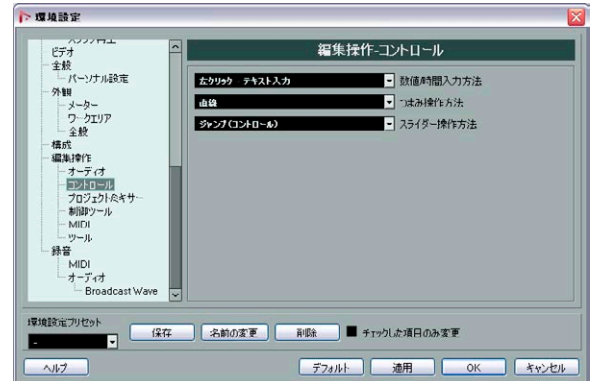 環境設定
ビデオ
全般
パーソナル設定
外観
メーター
ワークエリア
全般
構成
編集操作
オーディオ
コントロール
プロジェクト&ミキサー
制御ツール
MIDI
ツール
録音
MIDI
オーディオ
Broadcast Wave
編集操作-コントロール
左クリック テキスト入力
数値/時間入力方法
曲線
つまみ操作方法
ジャンプ(コントロール)
スライダー操作方法
環境設定プリセット
-
保存
名前の変更
削除
チェックした項目のみ変更
ヘルプ
デフォルト
適用
OK
キャンセル